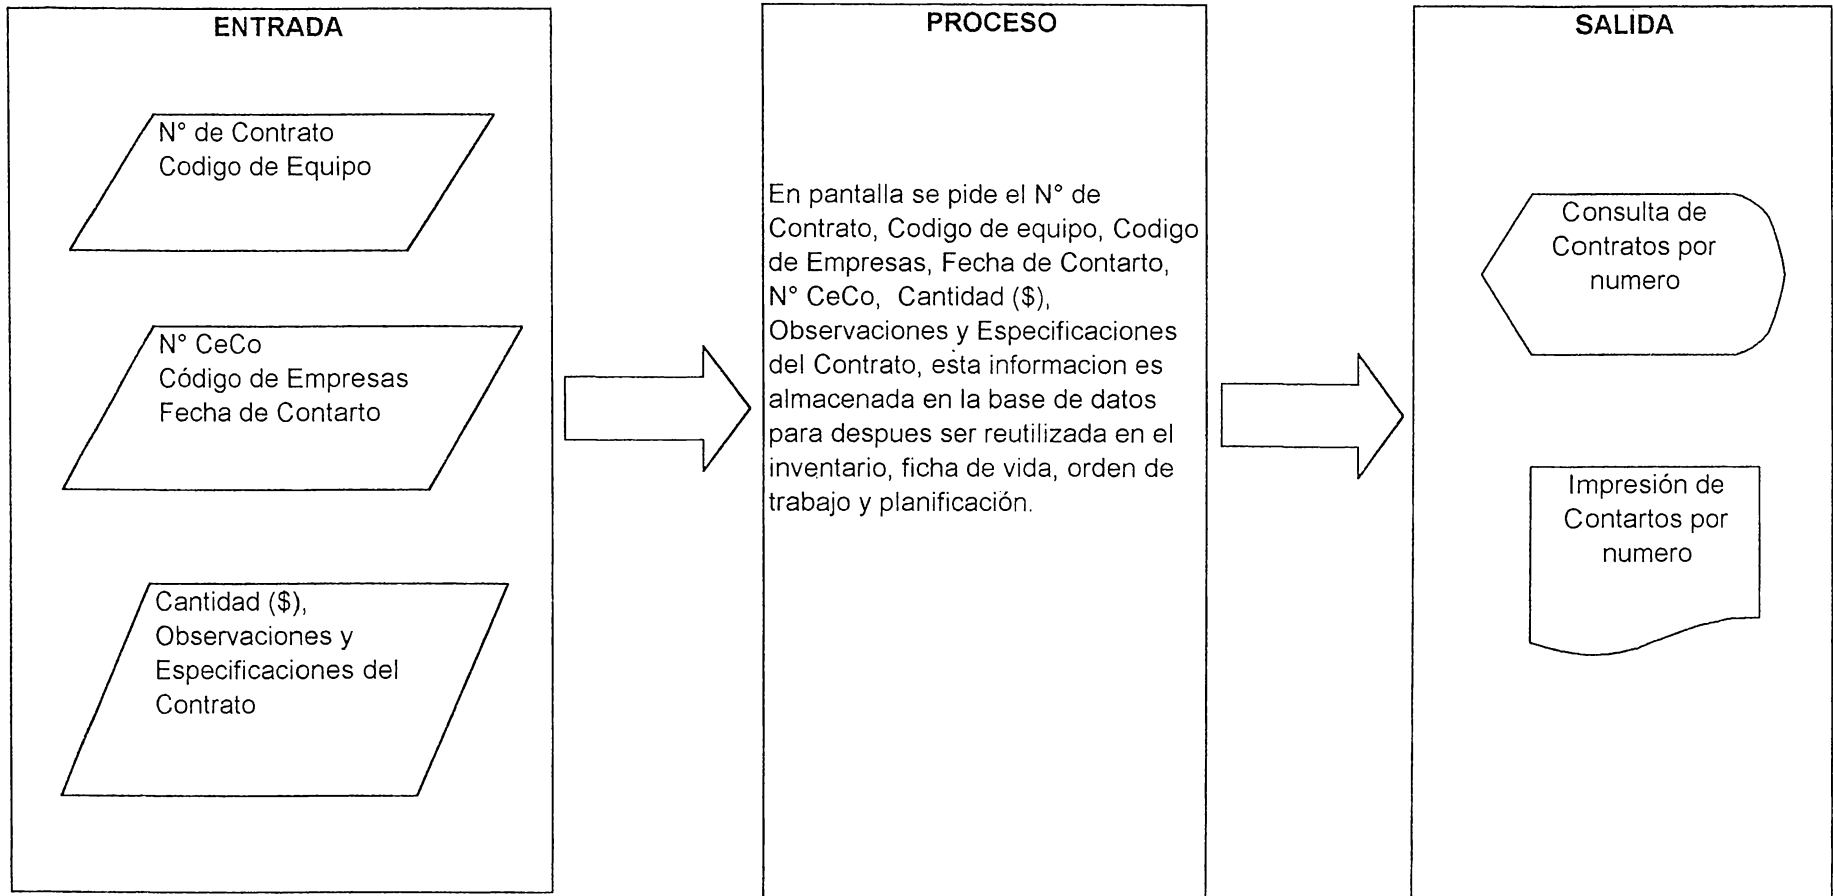 ENTRADA
N° de Contrato
Codigo de Equipo
N° CeCo
Código de Empresas
Fecha de Contarto
Cantidad ($),
Observaciones y
Especificaciones del
Contrato
PROCESO
En pantalla se pide el N° de
Contrato, Codigo de equipo, Codigo
de Empresas, Fecha de Contarto,
N° CeCo, Cantidad ($),
Observaciones y Especificaciones
del Contrato, esta informacion es
almacenada en la base de datos
para despues ser reutilizada en el
inventario, ficha de vida, orden de
trabajo y planificación.
SALIDA
Consulta de
Contratos por
numero
Impresión de
Contartos por
numero